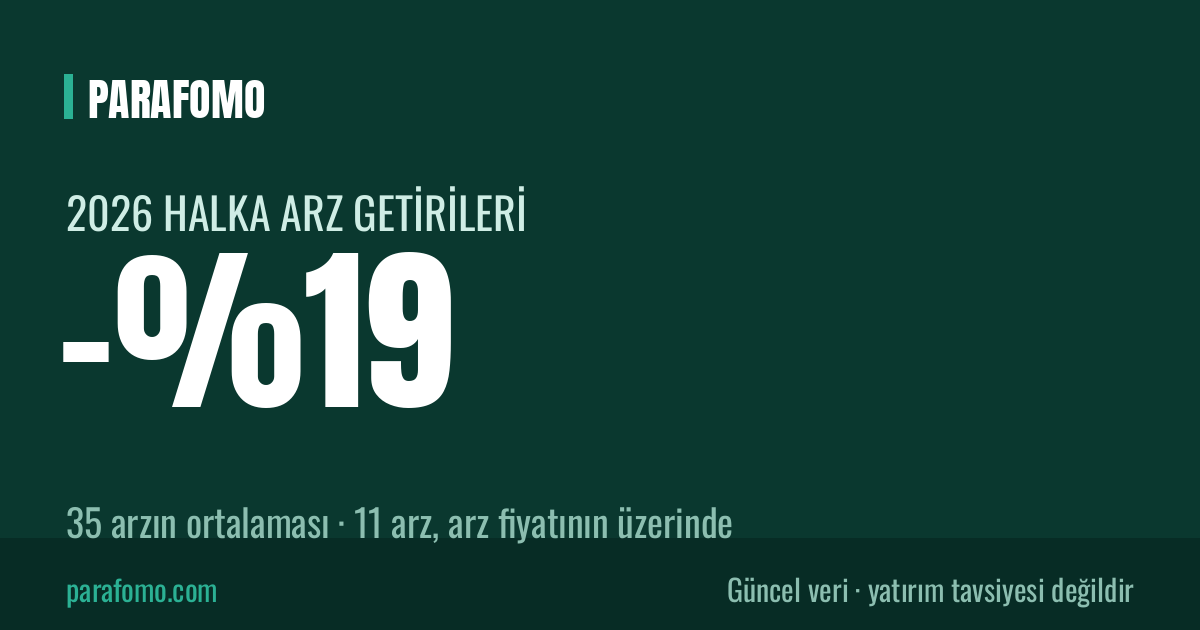 PARAFOMO
2026 HALKA ARZ GETİRİLERİ
-%19
35 arzın ortalaması · 11 arz, arz fiyatının üzerinde
parafomo.com
Güncel veri · yatırım tavsiyesi değildir